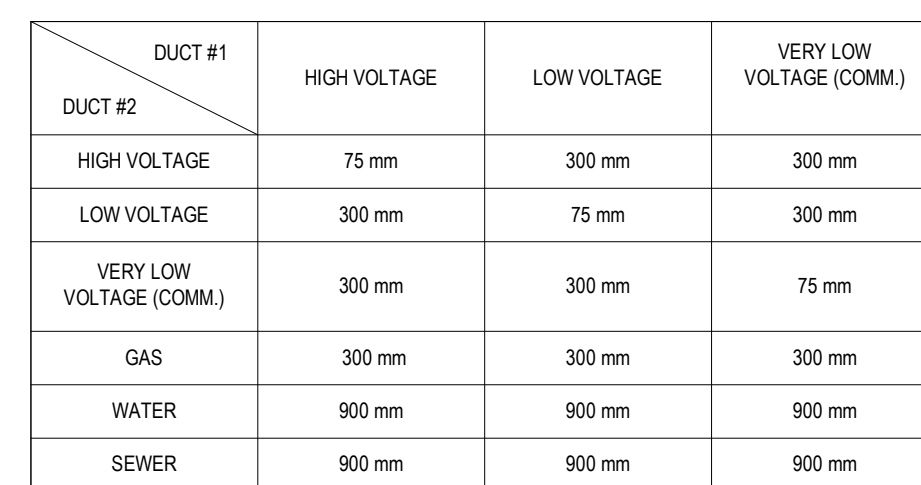 DUCT #1
DUCT #2
HIGH VOLTAGE
LOW VOLTAGE
VERY LOW
VOLTAGE (COMM.)
HIGH VOLTAGE 75 mm 300 mm 300 mm
LOW VOLTAGE 300 mm 75 mm 300 mm
VERY LOW
VOLTAGE (COMM.) 300 mm 300 mm 75 mm
GAS 300 mm 300 mm 300 mm
WATER 900 mm 900 mm 900 mm
SEWER 900 mm 900 mm 900 mm